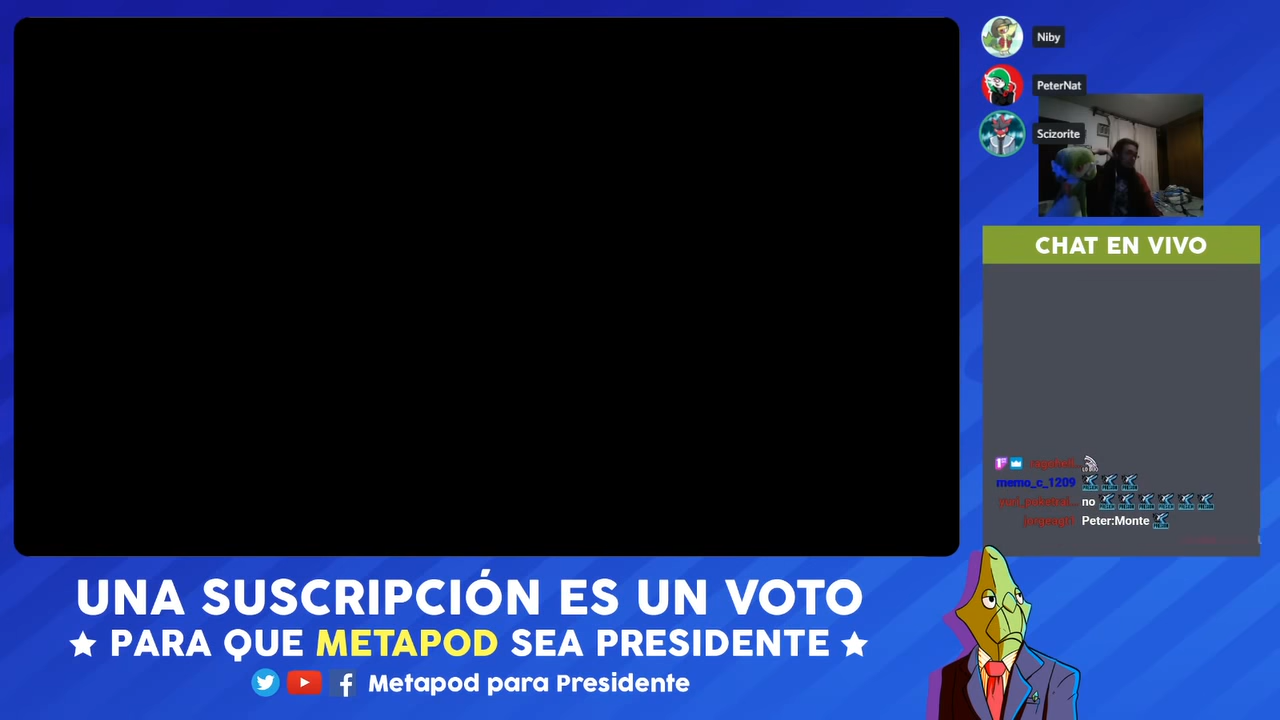 Niby
PeterNat
Scizorite
CHAT EN VIVO
memo_c_1209
no
Peter:Monte
UNA SUSCRIPCIÓN ES UN VOTO
PARA QUE METAPOD SEA PRESIDENTE
Metapod para Presidente